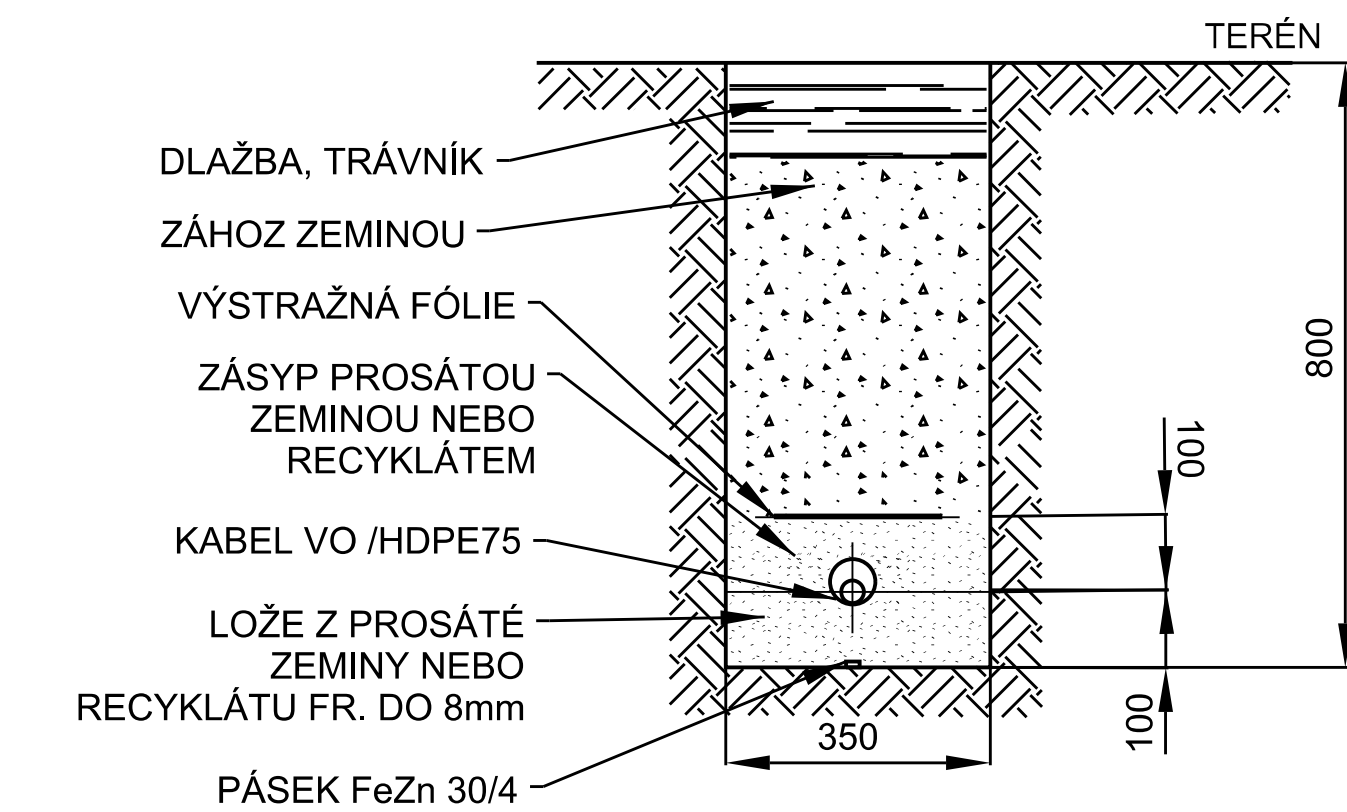 TERÉN
DLAŽBA, TRÁVNÍK
ZÁHOZ ZEMINOU
VÝSTRAŽNÁ FÓLIE
ZÁSYP PROSÁTOU
ZEMINOU NEBO
RECYKLÁTEM
KABEL VO /HDPE75
LOŽE Z PROSÁTÉ
ZEMINY NEBO
RECYKLÁTU FR. DO 8mm
PÁSEK FeZn 30/4
350
800
100
100